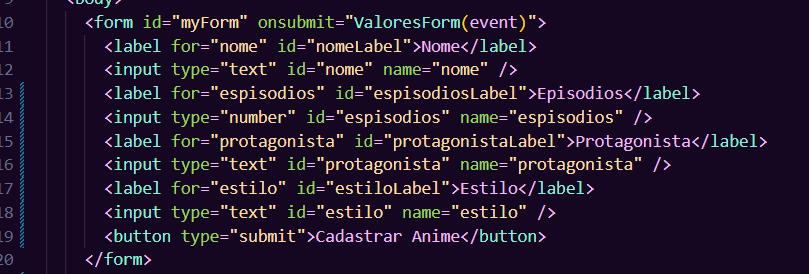 <body>
10 <form id="myForm" onsubmit="ValoresForm(event)">
11 <label for="nome" id="nomeLabel">Nome</label>
12 <input type="text" id="nome" name="nome" />
13 <label for="espisodios" id="espisodiosLabel">Episodios</label>
14 <input type="number" id="espisodios" name="espisodios" />
15 <label for="protagonista" id="protagonistaLabel">Protagonista</label>
16 <input type="text" id="protagonista" name="protagonista" />
17 <label for="estilo" id="estiloLabel">Estilo</label>
18 <input type="text" id="estilo" name="estilo" />
19 <button type="submit">Cadastrar Anime</button>
20 </form>